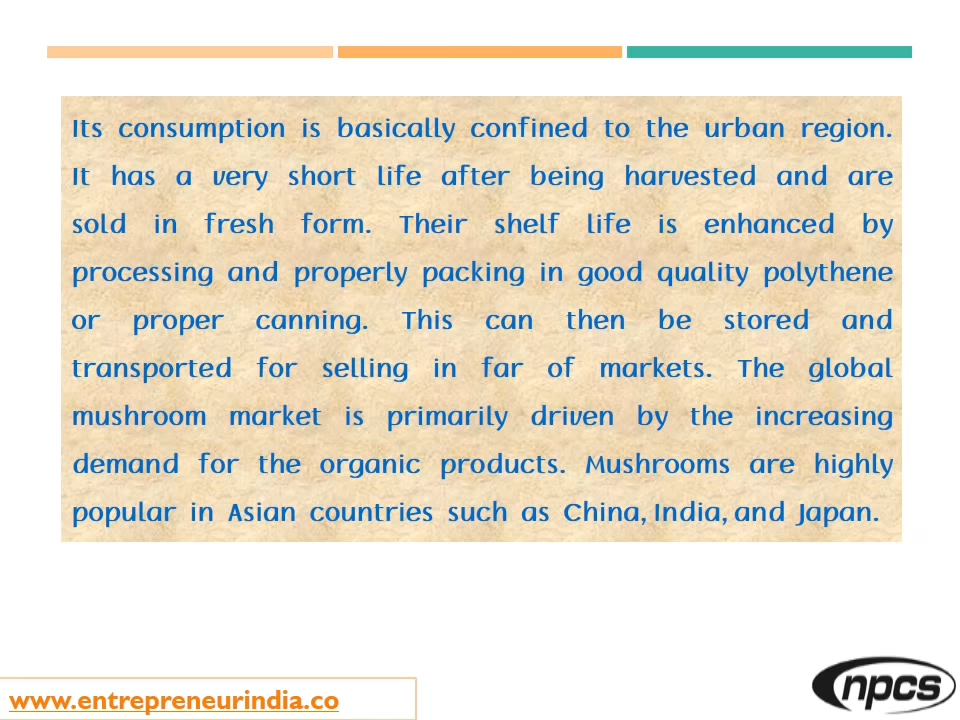 Its consumption is basically confined to the urban region.
It has a very short life after being harvested and are
sold in fresh form. Their shelf life is enhanced by
processing and properly packing in good quality polythene
or proper canning. This can then be stored and
transported for selling in far of markets. The global
mushroom market is primarily driven by the increasing
demand for the organic products. Mushrooms are highly
popular in Asian countries such as China, India, and Japan.
www.entrepreneurindia.co
npcs